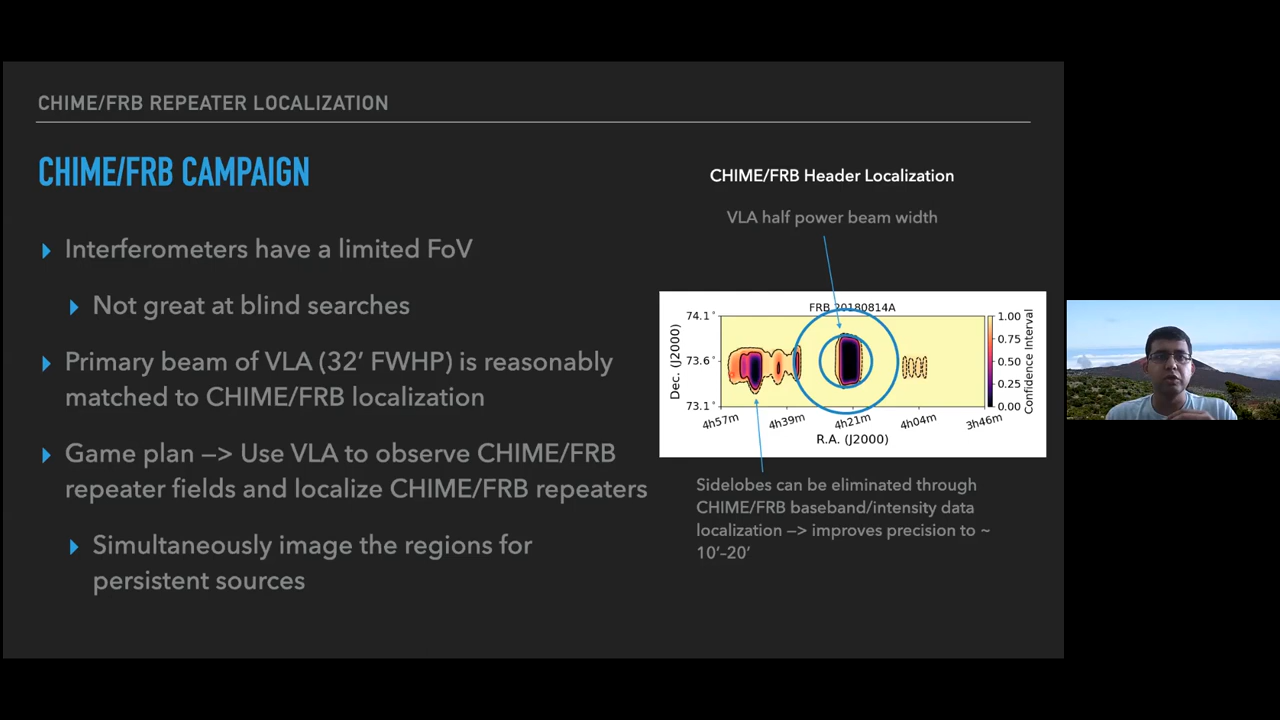 CHIME/FRB REPEATER LOCALIZATION
CHIME/FRB CAMPAIGN
Interferometers have a limited FoV
Not great at blind searches
Primary beam of VLA (32′ FWHP) is reasonably
matched to CHIME/FRB localization
Game plan —> Use VLA to observe CHIME/FRB
repeater fields and localize CHIME/FRB repeaters
Simultaneously image the regions for
persistent sources
CHIME/FRB Header Localization
VLA half power beam width
FRB 20180814A
Dec. (J2000)
74.1°
73.6°
73.1°
4h57m 4h39m 4h21m 4h04m 3h46m
R.A. (J2000)
1.00
0.75
0.50
0.25
0.00
Confidence Interval
Sidelobes can be eliminated through
CHIME/FRB baseband/intensity data
localization —> improves precision to ~
10′–20′